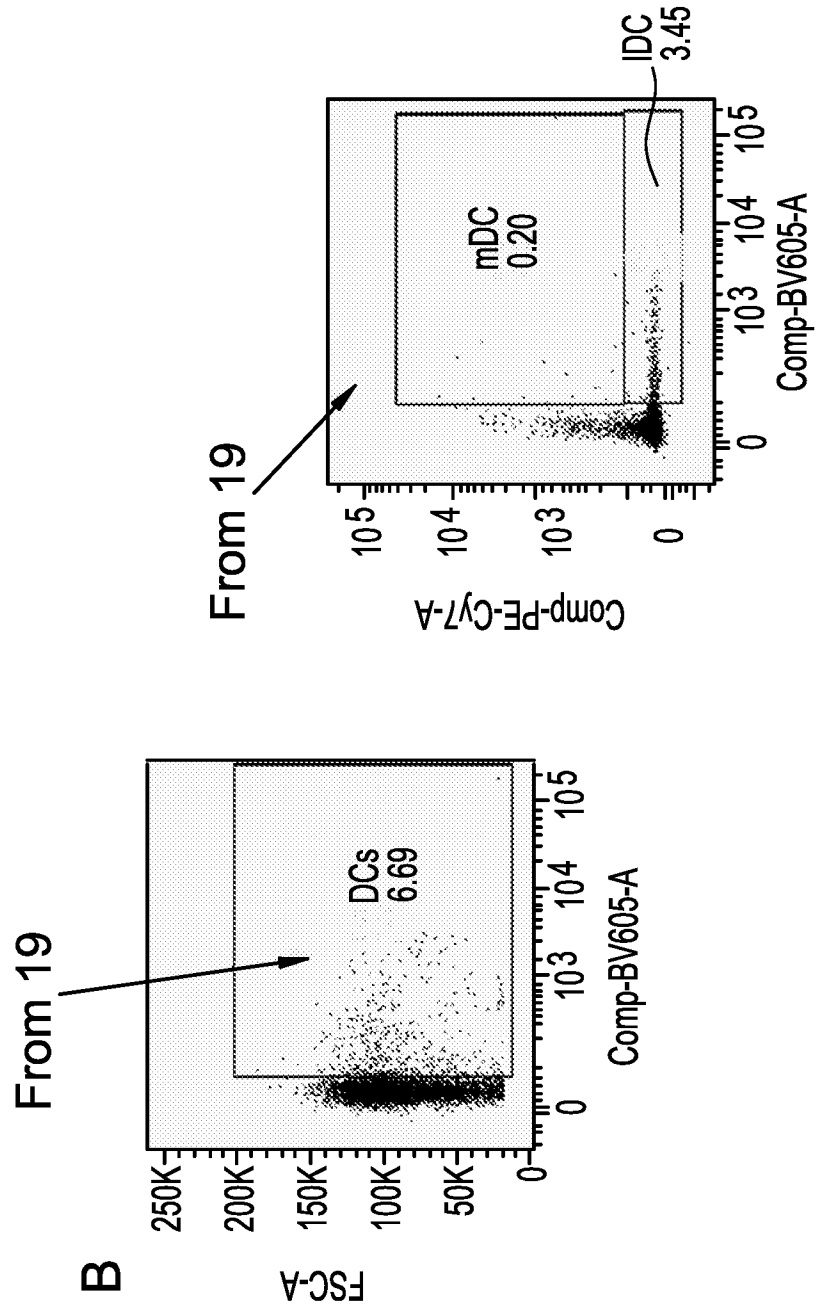 B
From 19
FSC-A
250K
200K
150K
100K
50K
0
DCs
6.69
0
10³
10⁴
10⁵
Comp-BV605-A
From 19
Comp-PE-Cy7-A
10⁵
10⁴
10³
0
mDC
0.20
IDC
3.45
0
10³
10⁴
10⁵
Comp-BV605-A